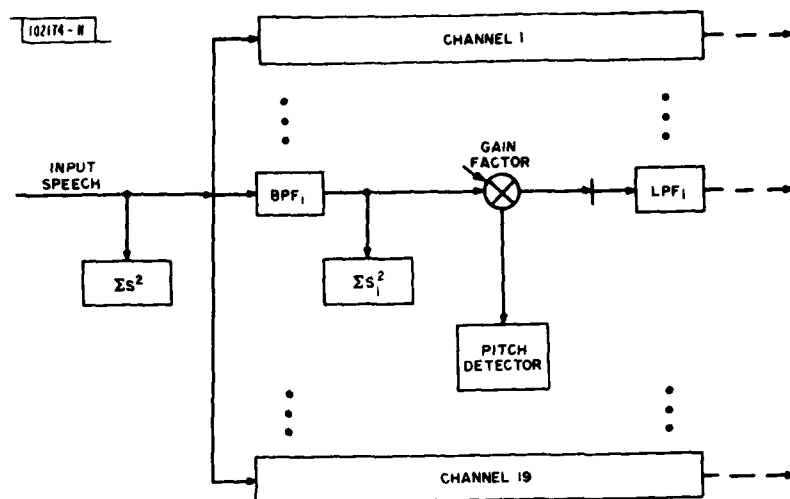 102174-N
CHANNEL 1
GAIN
FACTOR
INPUT
SPEECH
BPF₁
LPF₁
ΣS²
ΣS₁²
PITCH
DETECTOR
CHANNEL 19